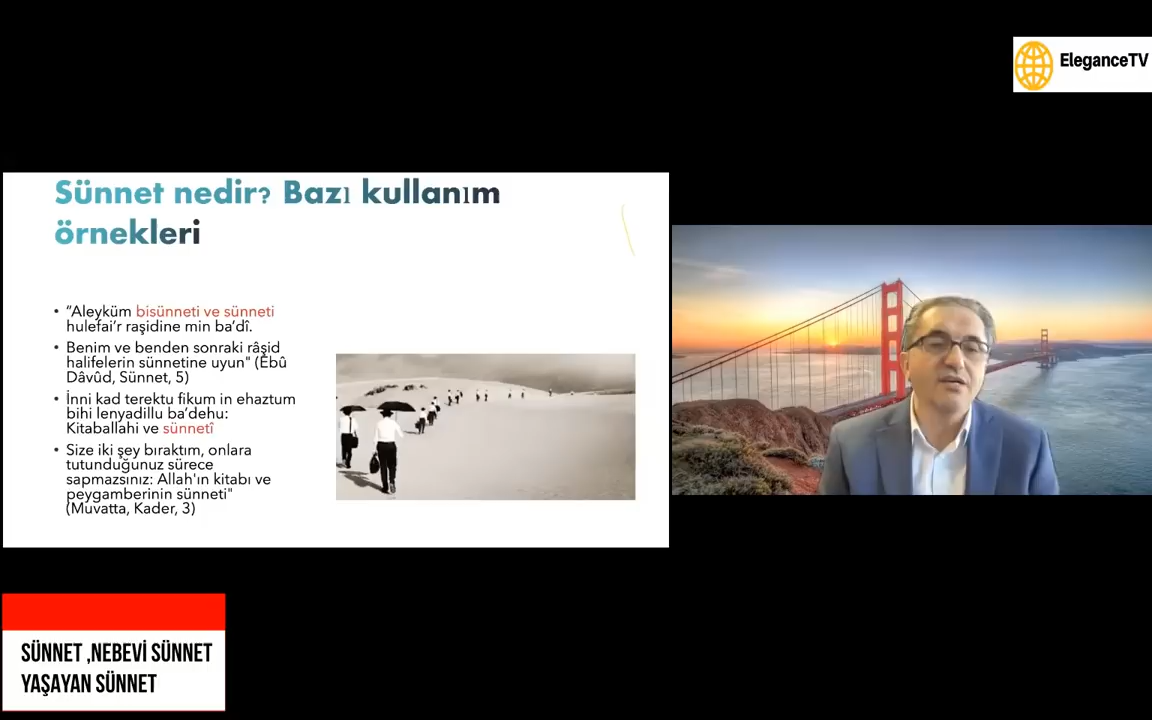 EleganceTV
Sünnet nedir? Bazı kullanım
örnekleri
• “Aleyküm bisünneti ve sünneti
hulefai’r raşidine min ba’dî.
• Benim ve benden sonraki râşid
halifelerin sünnetine uyun" (Ebû
Dâvûd, Sünnet, 5)
• İnni kad terektu fikum in ehaztum
bihi lenyadillu ba’dehu:
Kitaballahi ve sünnetî
• Size iki şey bıraktım, onlara
tutunduğunuz sürece
sapmazsınız: Allah'ın kitabı ve
peygamberinin sünneti"
(Muvatta, Kader, 3)
SÜNNET ,NEBEVİ SÜNNET
YAŞAYAN SÜNNET